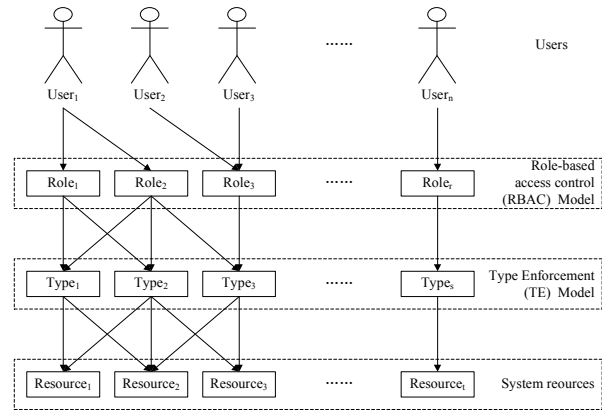 ...... Users
User₁ User₂ User₃ Userₙ
Role₁ Role₂ Role₃ ...... Roleᵣ
Role-based
access control
(RBAC) Model
Type₁ Type₂ Type₃ ...... Typeₛ
Type Enforcement
(TE) Model
Resource₁ Resource₂ Resource₃ ...... Resourceₜ System reources